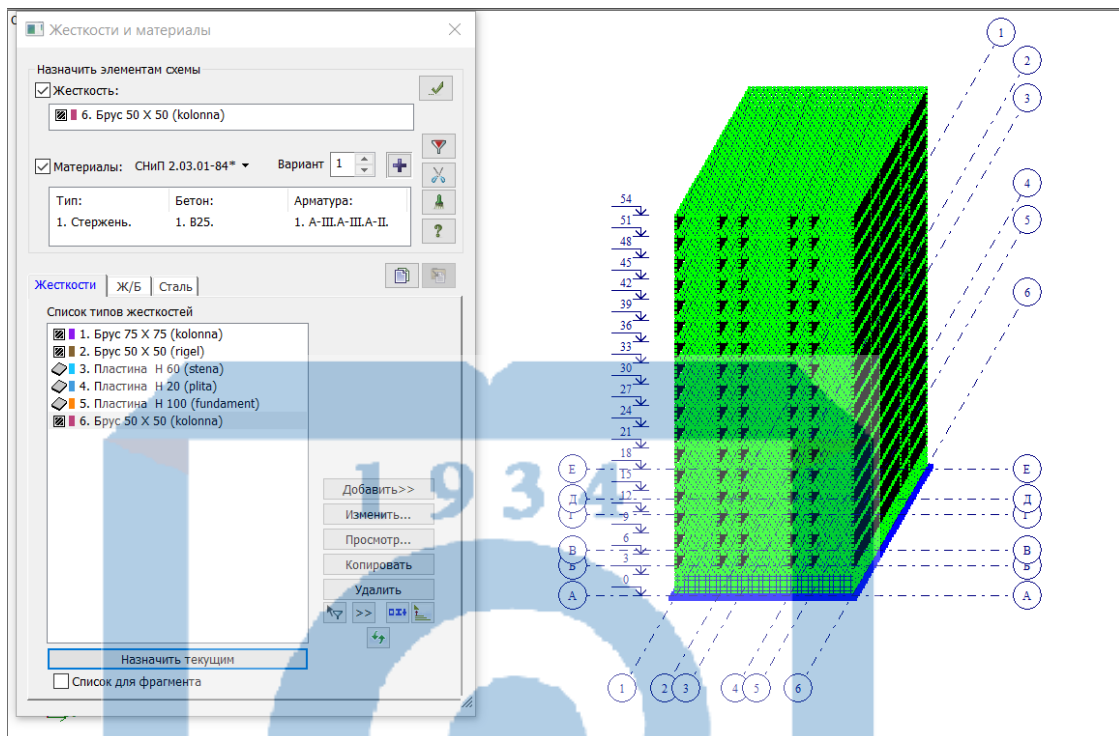 Жесткости и материалы
Назначить элементам схемы
Жесткость:
6. Брус 50 X 50 (kolonna)
Материалы: СНиП 2.03.01-84* Вариант 1
Тип: Бетон: Арматура:
1. Стержень. 1. B25. 1. A-III.A-III.A-II.
?
Жесткости Ж/Б Сталь
Список типов жесткостей
1. Брус 75 X 75 (kolonna)
2. Брус 50 X 50 (rigel)
3. Пластина H 60 (stena)
4. Пластина H 20 (plita)
5. Пластина H 100 (fundament)
6. Брус 50 X 50 (kolonna)
Добавить>>
Изменить...
Просмотр...
Копировать
Удалить
>>
Назначить текущим
Список для фрагмента
1934
1
2
3
4
5
6
54
51
48
45
42
39
36
33
30
27
24
21
18
15
12
9
6
3
0
Е Е
Д Д
Г Г
В В
Б Б
А А
1 2 3 4 5 6